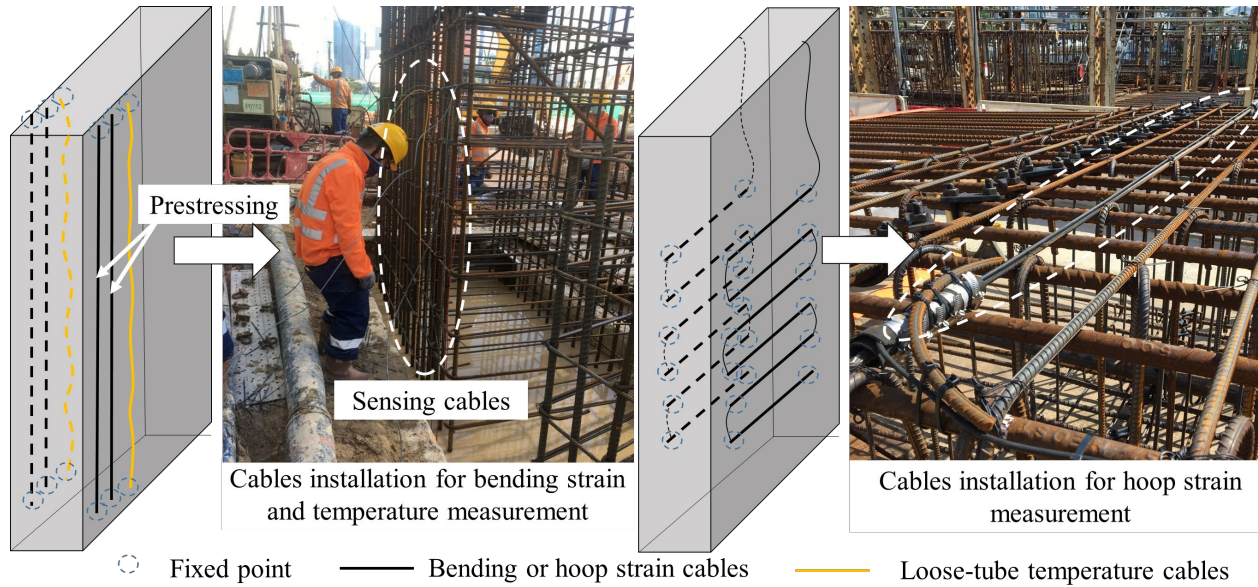 Prestressing
Sensing cables
Cables installation for bending strain
and temperature measurement
Cables installation for hoop strain
measurement
Fixed point
Bending or hoop strain cables
Loose-tube temperature cables